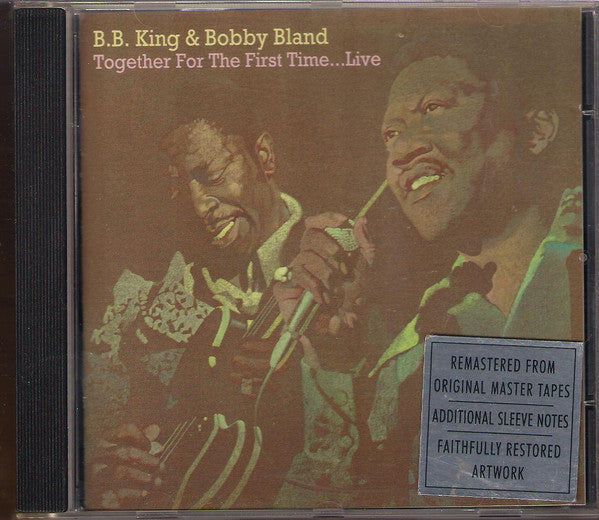 B.B. King & Bobby Bland
Together For The First Time...Live
REMASTERED FROM
ORIGINAL MASTER TAPES
ADDITIONAL SLEEVE NOTES
FAITHFULLY RESTORED
ARTWORK